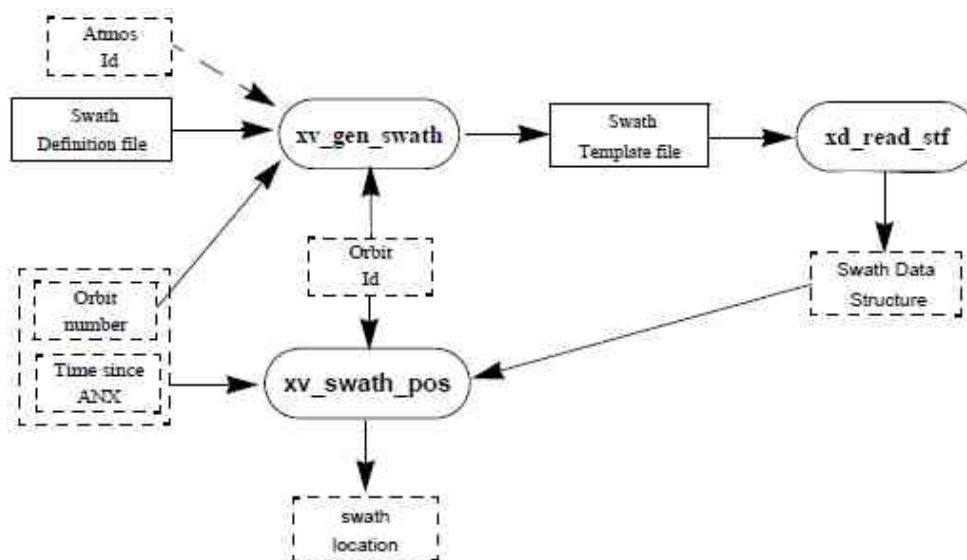 Atmos
Id
Swath
Definition file
xv_gen_swath
Swath
Template file
xd_read_stf
Orbit
Id
Swath Data
Structure
Orbit
number
Time since
ANX
xv_swath_pos
swath
location